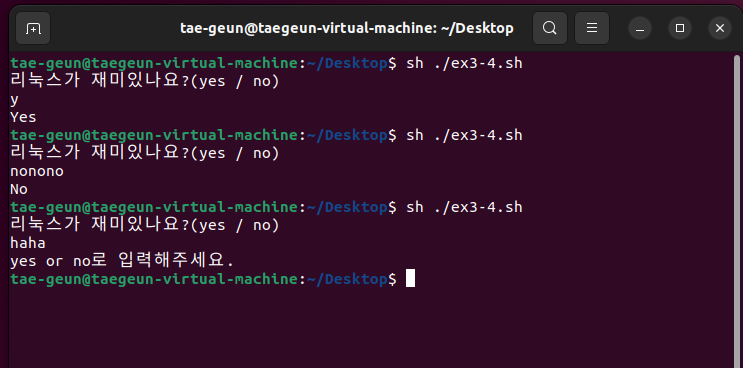 tae-geun@taegeun-virtual-machine: ~/Desktop
tae-geun@taegeun-virtual-machine:~/Desktop$ sh ./ex3-4.sh
리눅스가 재미있나요?(yes / no)
y
Yes
tae-geun@taegeun-virtual-machine:~/Desktop$ sh ./ex3-4.sh
리눅스가 재미있나요?(yes / no)
nonono
No
tae-geun@taegeun-virtual-machine:~/Desktop$ sh ./ex3-4.sh
리눅스가 재미있나요?(yes / no)
haha
yes or no로 입력해주세요.
tae-geun@taegeun-virtual-machine:~/Desktop$